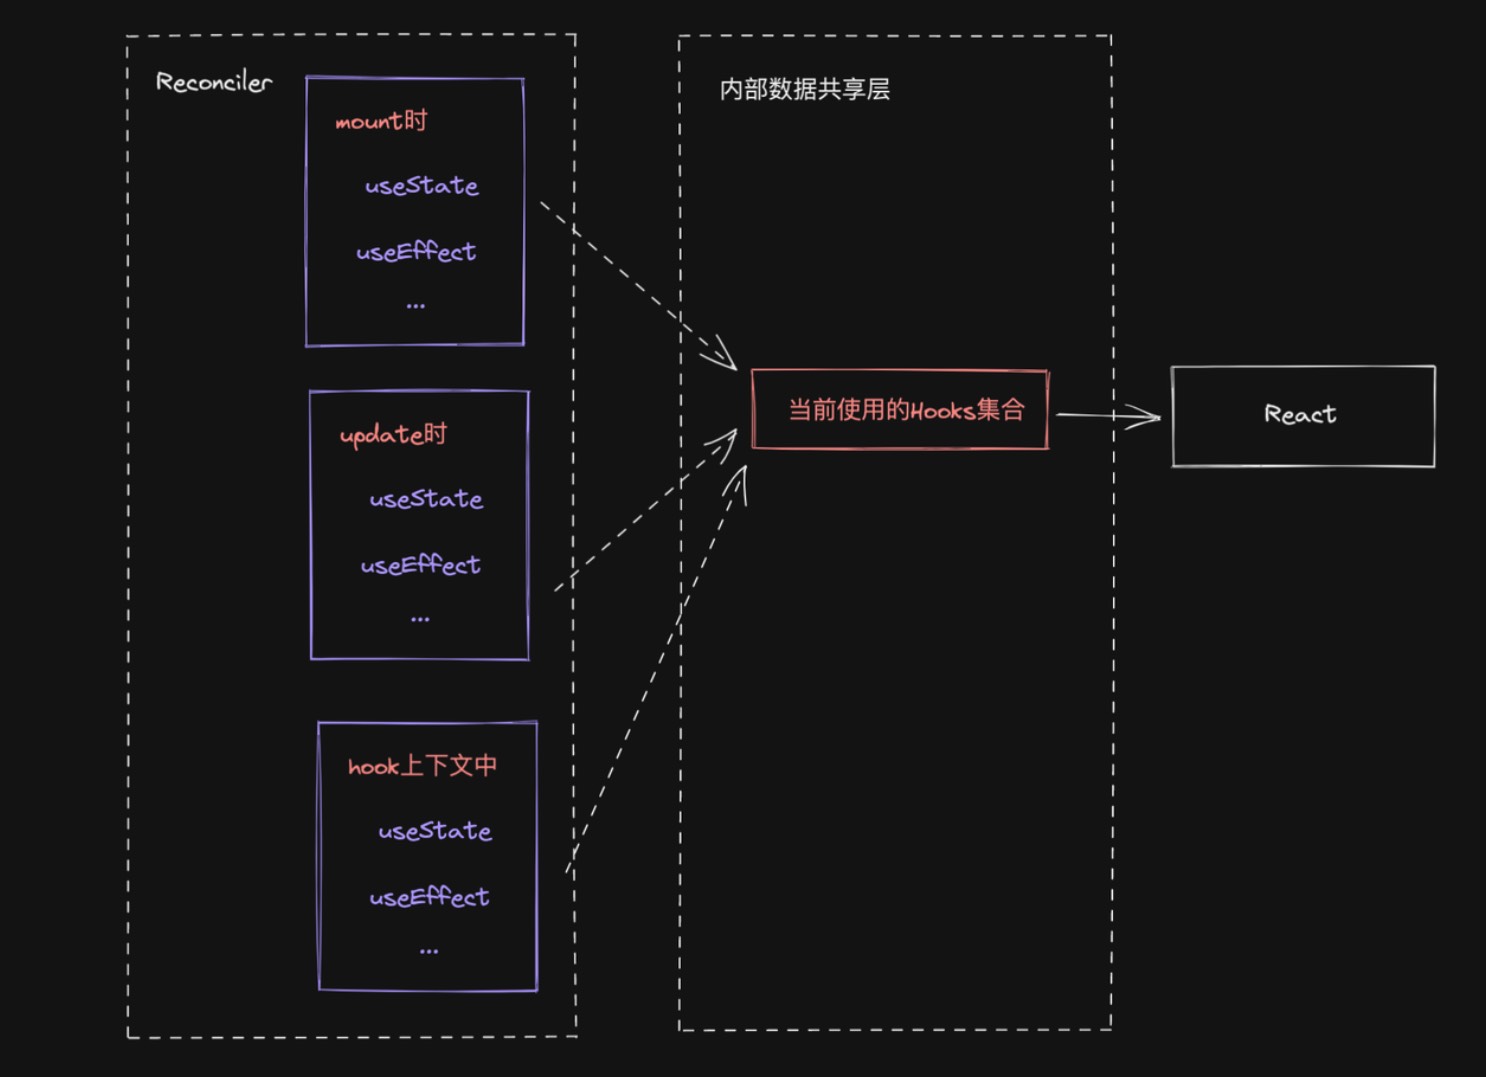 Reconciler
mount时
useState
useEffect
...
update时
useState
useEffect
...
hook上下文中
useState
useEffect
...
内部数据共享层
当前使用的Hooks集合
React